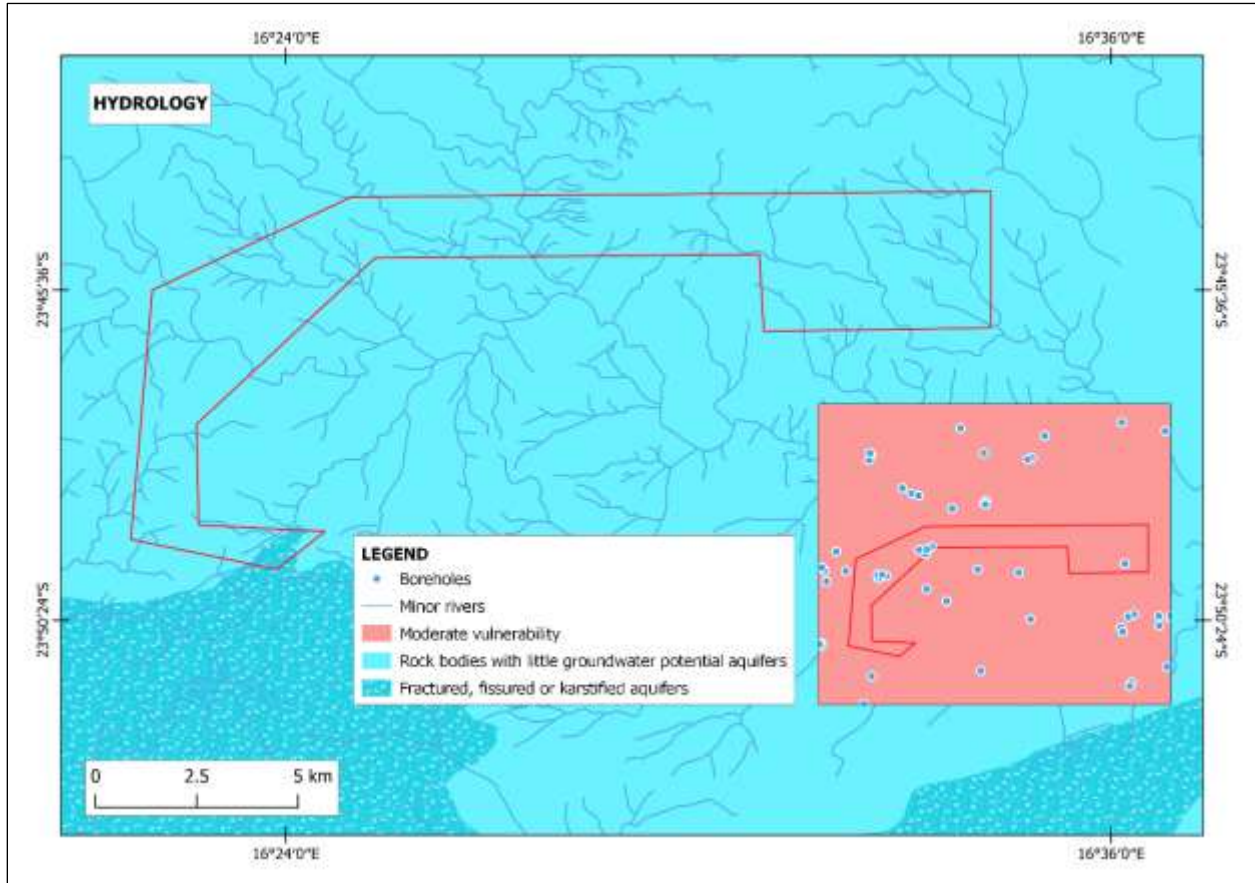 16°24'0"E
16°36'0"E
HYDROLOGY
23°45'36"S
23°45'36"S
LEGEND
Boreholes
Minor rivers
Moderate vulnerability
Rock bodies with little groundwater potential aquifers
Fractured, fissured or karstified aquifers
23°50'24"S
23°50'24"S
0 2.5 5 km
16°24'0"E
16°36'0"E